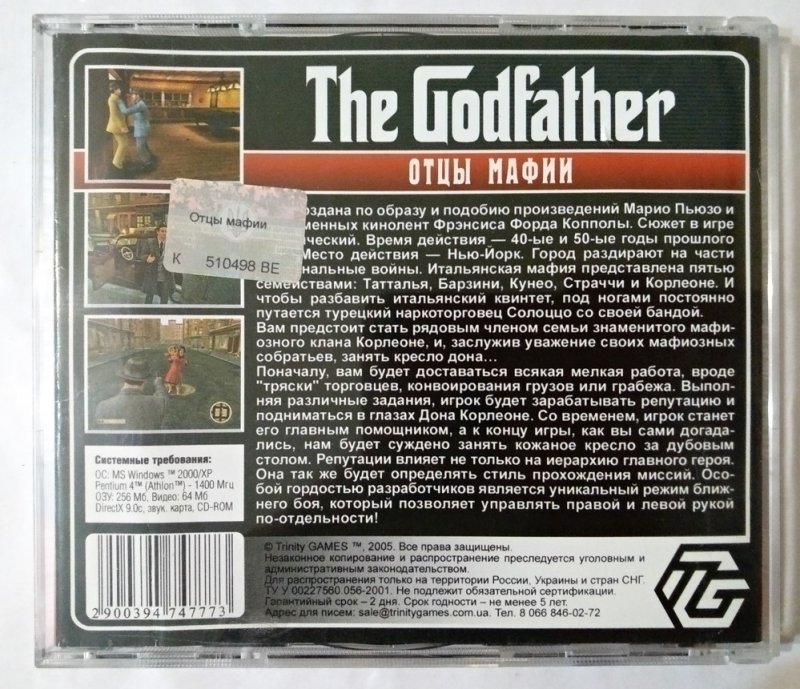 The Godfather
ОТЦЫ МАФИИ
Отцы мафии
К 510498 ВЕ
оздана по образу и подобию произведений Марио Пьюзо и
менных кинолент Фрэнсиса Форда Копполы. Сюжет в игре
ический. Время действия — 40-ые и 50-ые годы прошлого
Место действия — Нью-Йорк. Город раздирают на части
нальные войны. Итальянская мафия представлена пятью
семействами: Татталья, Барзини, Кунео, Страччи и Корлеоне. И
чтобы разбавить итальянский квинтет, под ногами постоянно
путается турецкий наркоторговец Солоццо со своей бандой.
Вам предстоит стать рядовым членом семьи знаменитого мафи-
озного клана Корлеоне, и, заслужив уважение своих мафиозных
собратьев, занять кресло дона...
Поначалу, вам будет доставаться всякая мелкая работа, вроде
"тряски" торговцев, конвоирования грузов или грабежа. Выпол-
няя различные задания, игрок будет зарабатывать репутацию и
подниматься в глазах Дона Корлеоне. Со временем, игрок станет
его главным помощником, а к концу игры, как вы сами догада-
лись, нам будет суждено занять кожаное кресло за дубовым
столом. Репутации влияет не только на иерархию главного героя.
Она так же будет определять стиль прохождения миссий. Осо-
бой гордостью разработчиков является уникальный режим ближ-
него боя, который позволяет управлять правой и левой рукой
по-отдельности!
Системные требования:
ОС: MS Windows ™ 2000/XP
Pentium 4™ (Athlon™) - 1400 Мгц
ОЗУ: 256 Мб, Видео: 64 Мб
DirectX 9.0c, звук. карта, CD-ROM
2900394 747773
© Trinity GAMES ™, 2005. Все права защищены.
Незаконное копирование и распространение преследуется уголовным и
административным законодательством.
Для распространения только на территории России, Украины и стран СНГ.
ТУ У 00227560.056-2001. Не подлежит обязательной сертификации.
Гарантийный срок – 2 дня. Срок годности – не менее 5 лет.
Адрес для писем: sale@trinitygames.com.ua. Тел. 8 066 846-02-72
TG